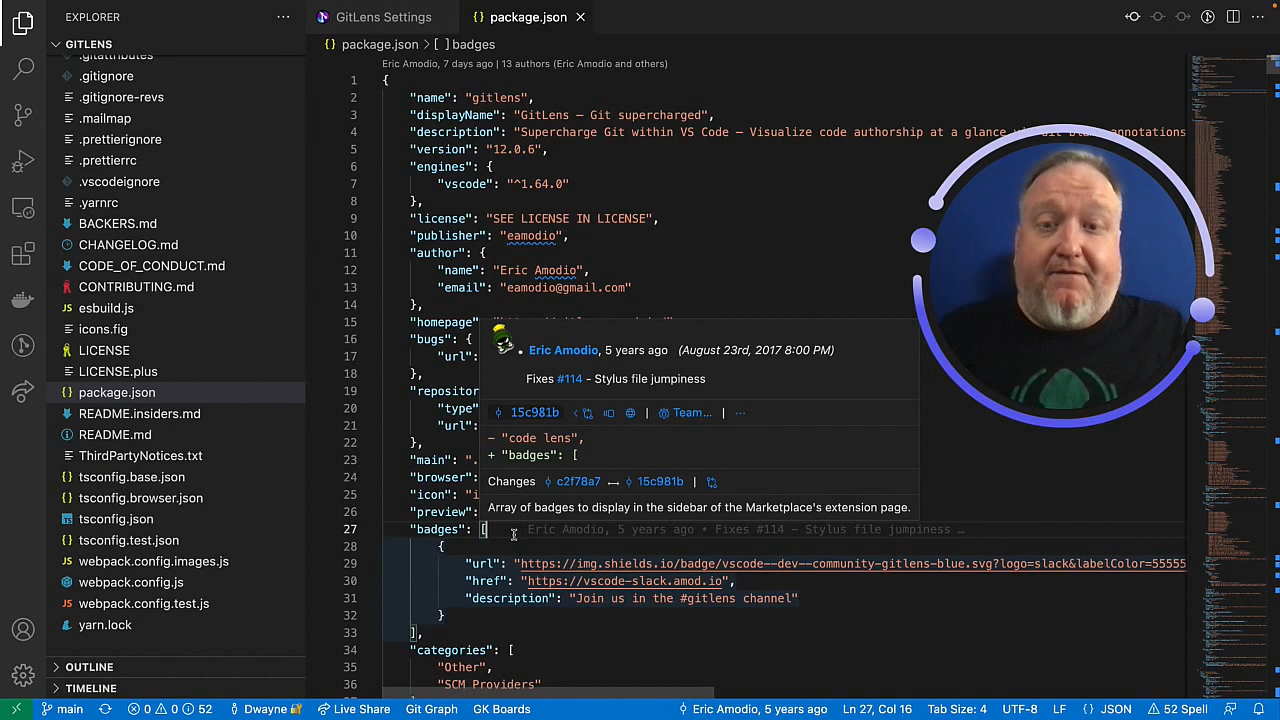 EXPLORER
GitLens Settings
package.json
GITLENS
package.json > [ ] badges
.gitattributes
.gitignore
.gitignore-revs
.mailmap
.prettierignore
.prettierrc
.vscodeignore
.yarnrc
BACKERS.md
CHANGELOG.md
CODE_OF_CONDUCT.md
CONTRIBUTING.md
esbuild.js
icons.fig
LICENSE
LICENSE.plus
package.json
README.insiders.md
README.md
ThirdPartyNotices.txt
tsconfig.base.json
tsconfig.browser.json
tsconfig.json
tsconfig.test.json
webpack.config.images.js
webpack.config.js
webpack.config.test.js
yarn.lock
OUTLINE
TIMELINE
Eric Amodio, 7 days ago | 13 authors (Eric Amodio and others)
1 {
2 "name": "gitlens",
3 "displayName": "GitLens — Git supercharged",
4 "description": "Supercharge Git within VS Code — Visualize code authorship at a glance via Git blame annotations
5 "version": "12.0.6",
6 "engines": {
7 "vscode": "^1.64.0"
8 },
9 "license": "SEE LICENSE IN LICENSE",
10 "publisher": "eamodio",
11 "author": {
12 "name": "Eric Amodio",
13 "email": "eamodio@gmail.com"
14 },
15 "homepage":
16
17 "url":
18 },
19 "repositor
20 "type"
21 "url":
22 },
23 "main": ".
24 "browser"
25 "icon":
26 "preview":
Eric Amodio, 5 years ago (August 23rd, 2017 8:00 PM)
Fixes #114 - Stylus file jumpiness
15c981b | Team... | ...
"code lens",
+ "badges": [
Changes c2f78a7 15c981b |
Array of badges to display in the sidebar of the Marketplace's extension page.
27 "badges": [ Eric Amodio, 5 years ago • Fixes #114 – Stylus file jumpiness …
28 {
29 "url": "https://img.shields.io/badge/vscode--dev--community-gitlens-blue.svg?logo=slack&labelColor=55555
30 "href": "https://vscode-slack.amod.io",
31 "description": "Join us in the #gitlens channel"
32 }
33 ],
34 "categories": [
35 "Other",
36 "SCM Providers"
0 0 52
Dwayne
Live Share
Git Graph
Eric Amodio, 5 years ago
Ln 27, Col 16
Tab Size: 4
UTF-8
LF
{ } JSON
52 Spell